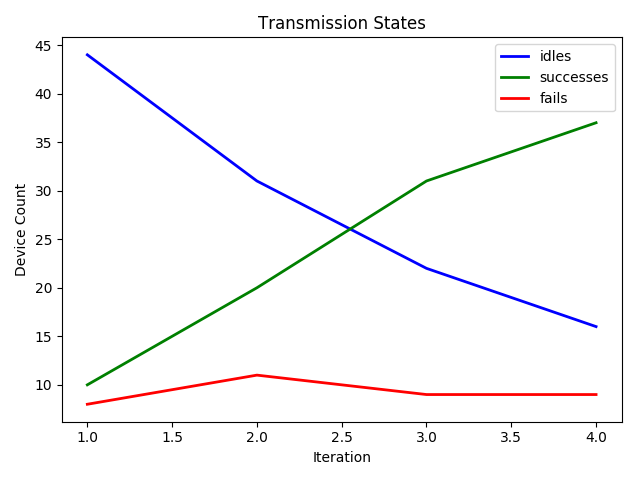 Transmission States
45
40
35
30
25
20
15
10
Device Count
idles
successes
fails
1.0 1.5 2.0 2.5 3.0 3.5 4.0
Iteration